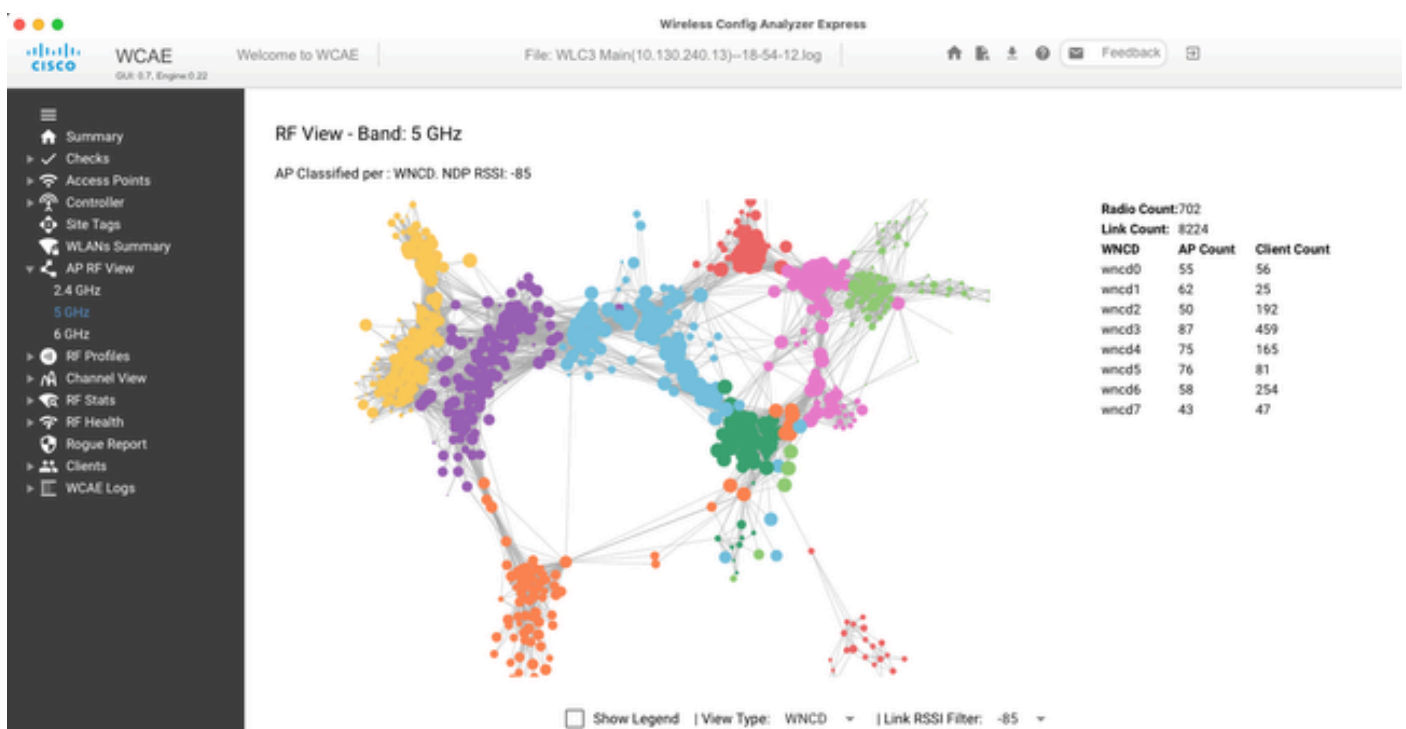 Wireless Config Analyzer Express
CISCO
WCAE
GUI: 0.7, Engine:0.22
Welcome to WCAE
File: WLC3 Main(10.130.240.13)--18-54-12.log
Feedback
Summary
Checks
Access Points
Controller
Site Tags
WLANs Summary
AP RF View
2.4 GHz
5 GHz
6 GHz
RF Profiles
Channel View
RF Stats
RF Health
Rogue Report
Clients
WCAE Logs
RF View - Band: 5 GHz
AP Classified per : WNCD. NDP RSSI: -85
Radio Count:702
Link Count: 8224
WNCD AP Count Client Count
wncd0 55 56
wncd1 62 25
wncd2 50 192
wncd3 87 459
wncd4 75 165
wncd5 76 81
wncd6 58 254
wncd7 43 47
Show Legend | View Type: WNCD | Link RSSI Filter: -85